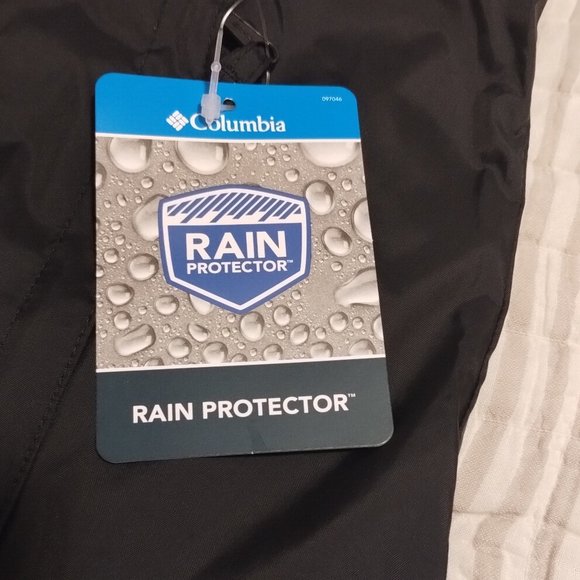 097046
Columbia
RAIN
PROTECTOR™
RAIN PROTECTOR™